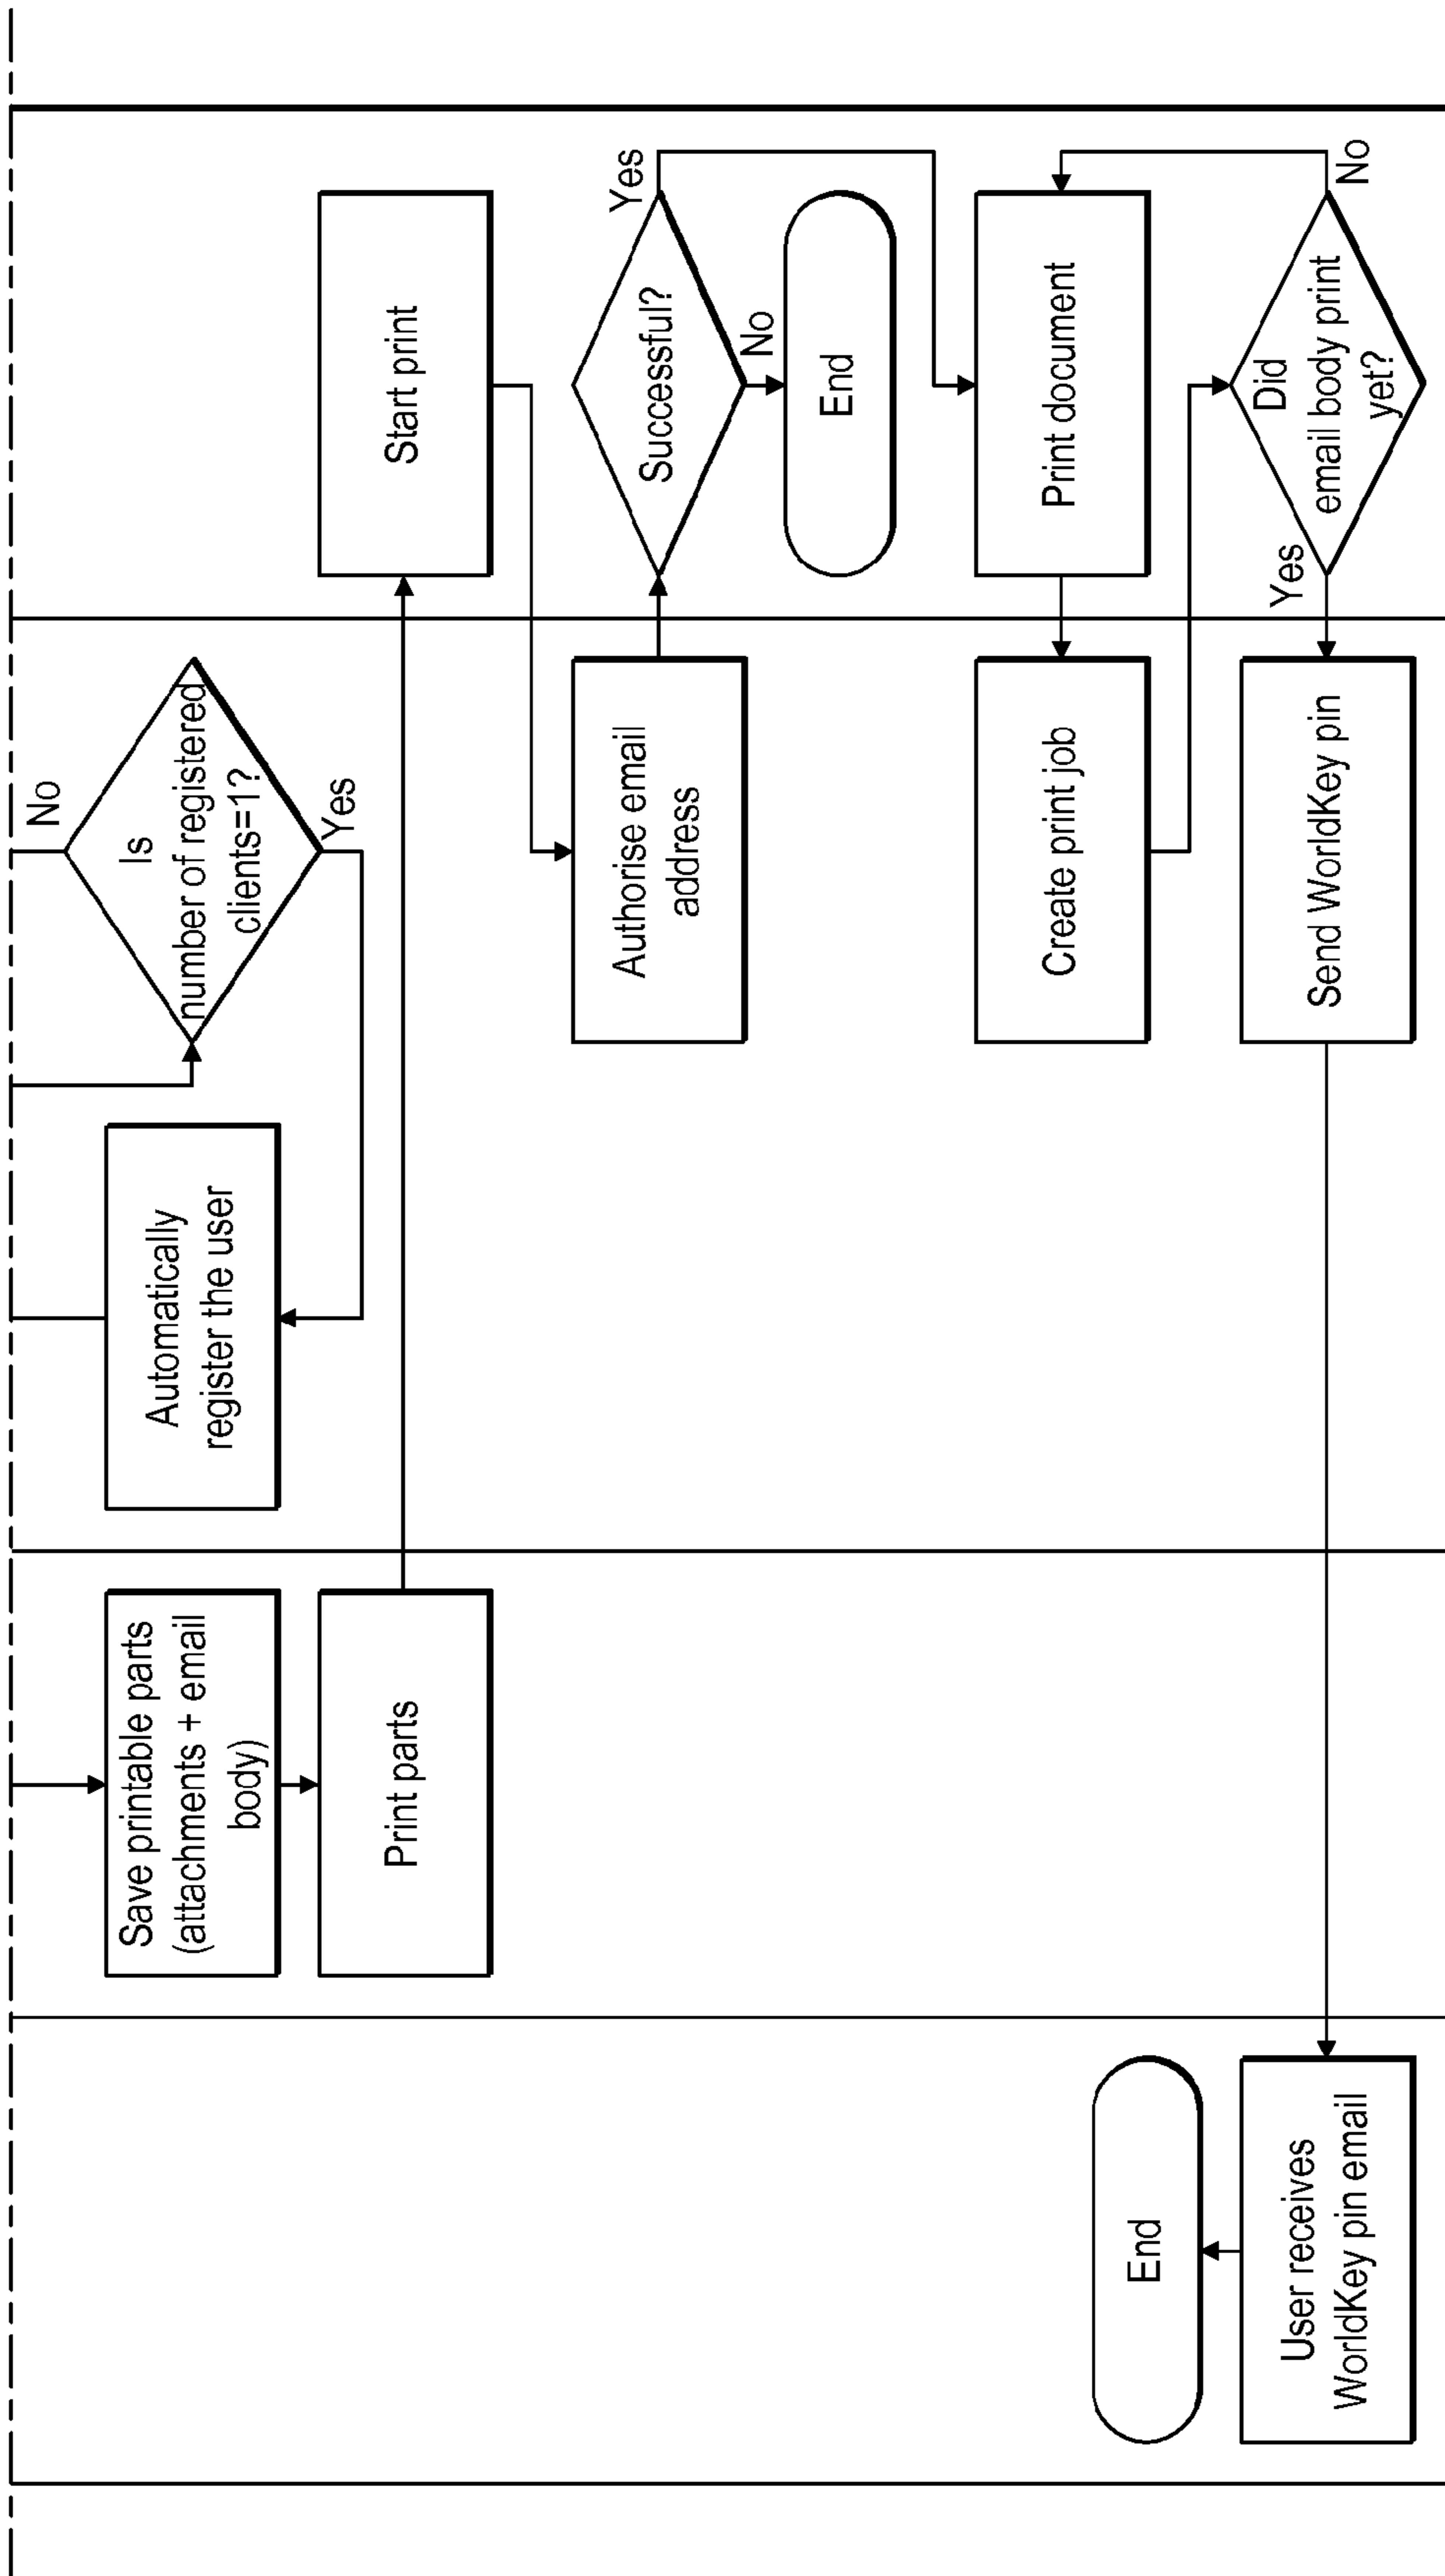 No
Is
number of registered
clients=1?
Yes
Automatically
register the user
Save printable parts
(attachments + email
body)
Print parts
Start print
Authorise email
address
Successful?
Yes
No
End
Print document
Create print job
Did
email body print
yet?
No
Yes
Send WorldKey pin
User receives
WorldKey pin email
End